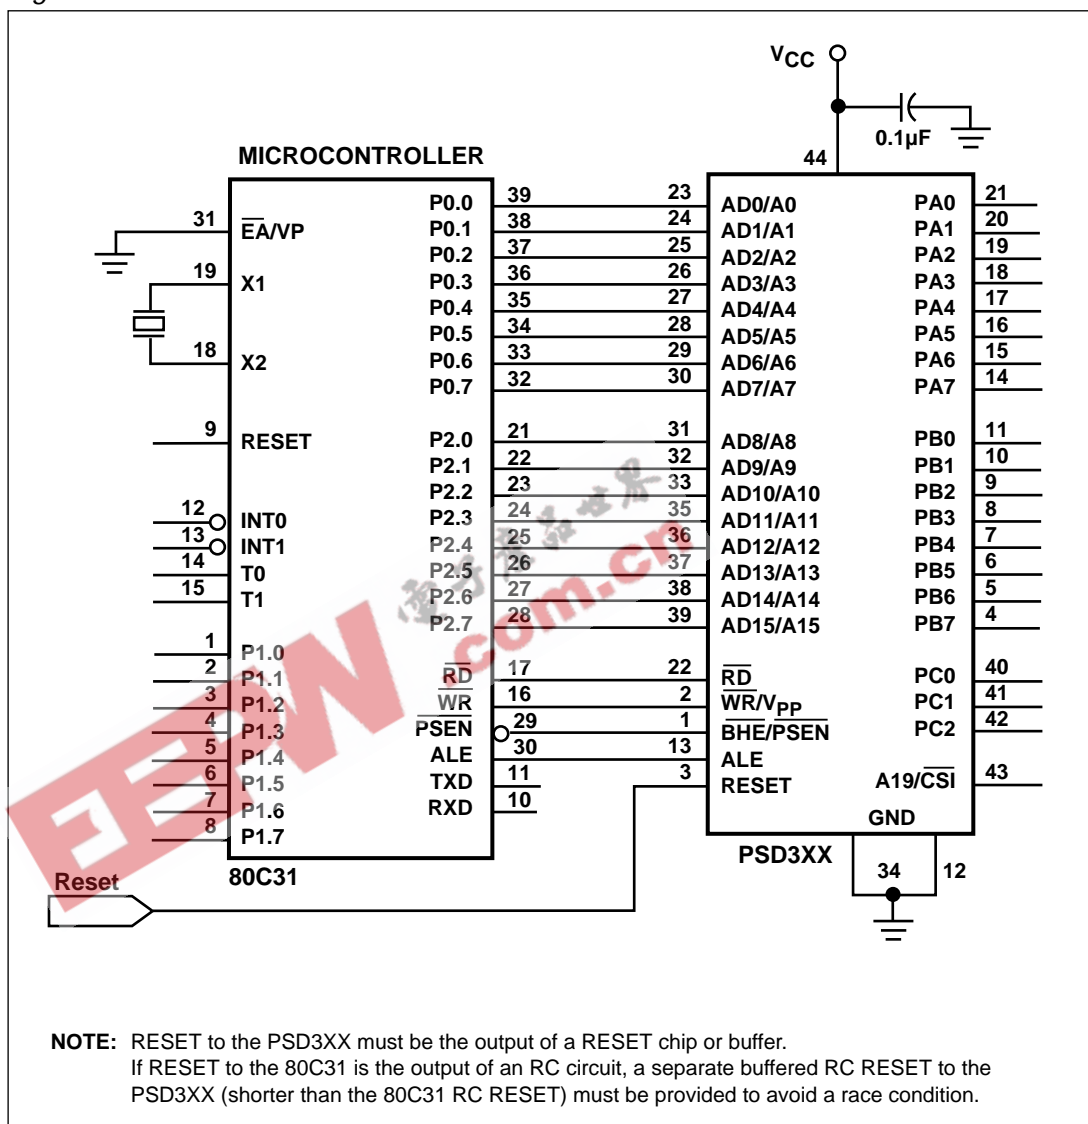 VCC
0.1µF
44
MICROCONTROLLER
31 EA/VP
19 X1
18 X2
9 RESET
12 INT0
13 INT1
14 T0
15 T1
1 P1.0
2 P1.1
3 P1.2
4 P1.3
5 P1.4
6 P1.5
7 P1.6
8 P1.7
P0.0 39
P0.1 38
P0.2 37
P0.3 36
P0.4 35
P0.5 34
P0.6 33
P0.7 32
P2.0 21
P2.1 22
P2.2 23
P2.3 24
P2.4 25
P2.5 26
P2.6 27
P2.7 28
RD 17
WR 16
PSEN 29
ALE 30
TXD 11
RXD 10
80C31
23 AD0/A0
24 AD1/A1
25 AD2/A2
26 AD3/A3
27 AD4/A4
28 AD5/A5
29 AD6/A6
30 AD7/A7
31 AD8/A8
32 AD9/A9
33 AD10/A10
35 AD11/A11
36 AD12/A12
37 AD13/A13
38 AD14/A14
39 AD15/A15
22 RD
2 WR/VPP
1 BHE/PSEN
13 ALE
3 RESET
PA0 21
PA1 20
PA2 19
PA3 18
PA4 17
PA5 16
PA6 15
PA7 14
PB0 11
PB1 10
PB2 9
PB3 8
PB4 7
PB5 6
PB6 5
PB7 4
PC0 40
PC1 41
PC2 42
A19/CSI 43
GND
PSD3XX
34 12
Reset
EEPW
.com.cn
電子産品世界
NOTE: RESET to the PSD3XX must be the output of a RESET chip or buffer.
If RESET to the 80C31 is the output of an RC circuit, a separate buffered RC RESET to the
PSD3XX (shorter than the 80C31 RC RESET) must be provided to avoid a race condition.